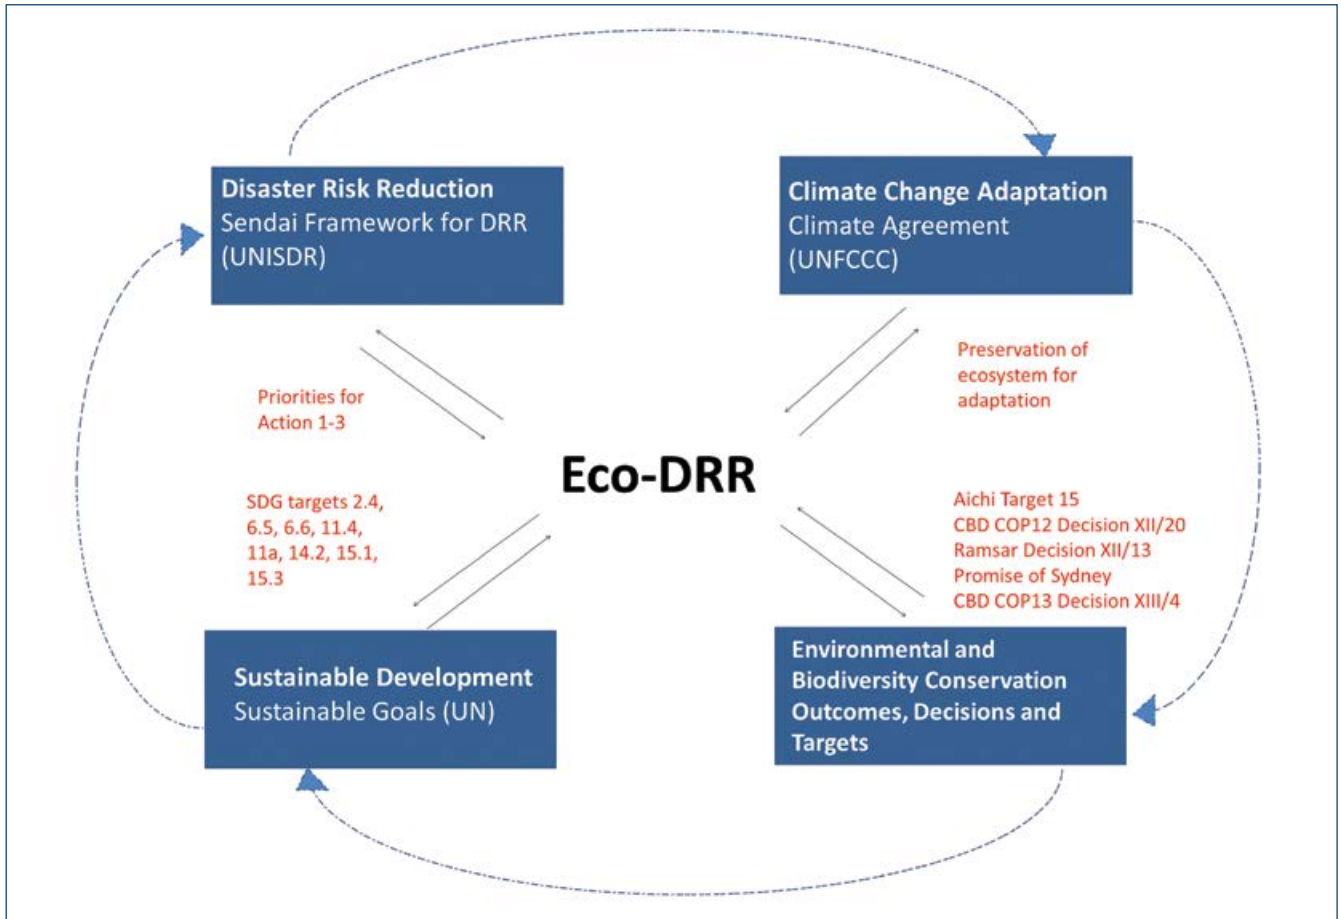 Disaster Risk Reduction
Sendai Framework for DRR
(UNISDR)
Climate Change Adaptation
Climate Agreement
(UNFCCC)
Priorities for
Action 1-3
Preservation of
ecosystem for
adaptation
Eco-DRR
SDG targets 2.4,
6.5, 6.6, 11.4,
11a, 14.2, 15.1,
15.3
Aichi Target 15
CBD COP12 Decision XII/20
Ramsar Decision XII/13
Promise of Sydney
CBD COP13 Decision XIII/4
Sustainable Development
Sustainable Goals (UN)
Environmental and
Biodiversity Conservation
Outcomes, Decisions and
Targets